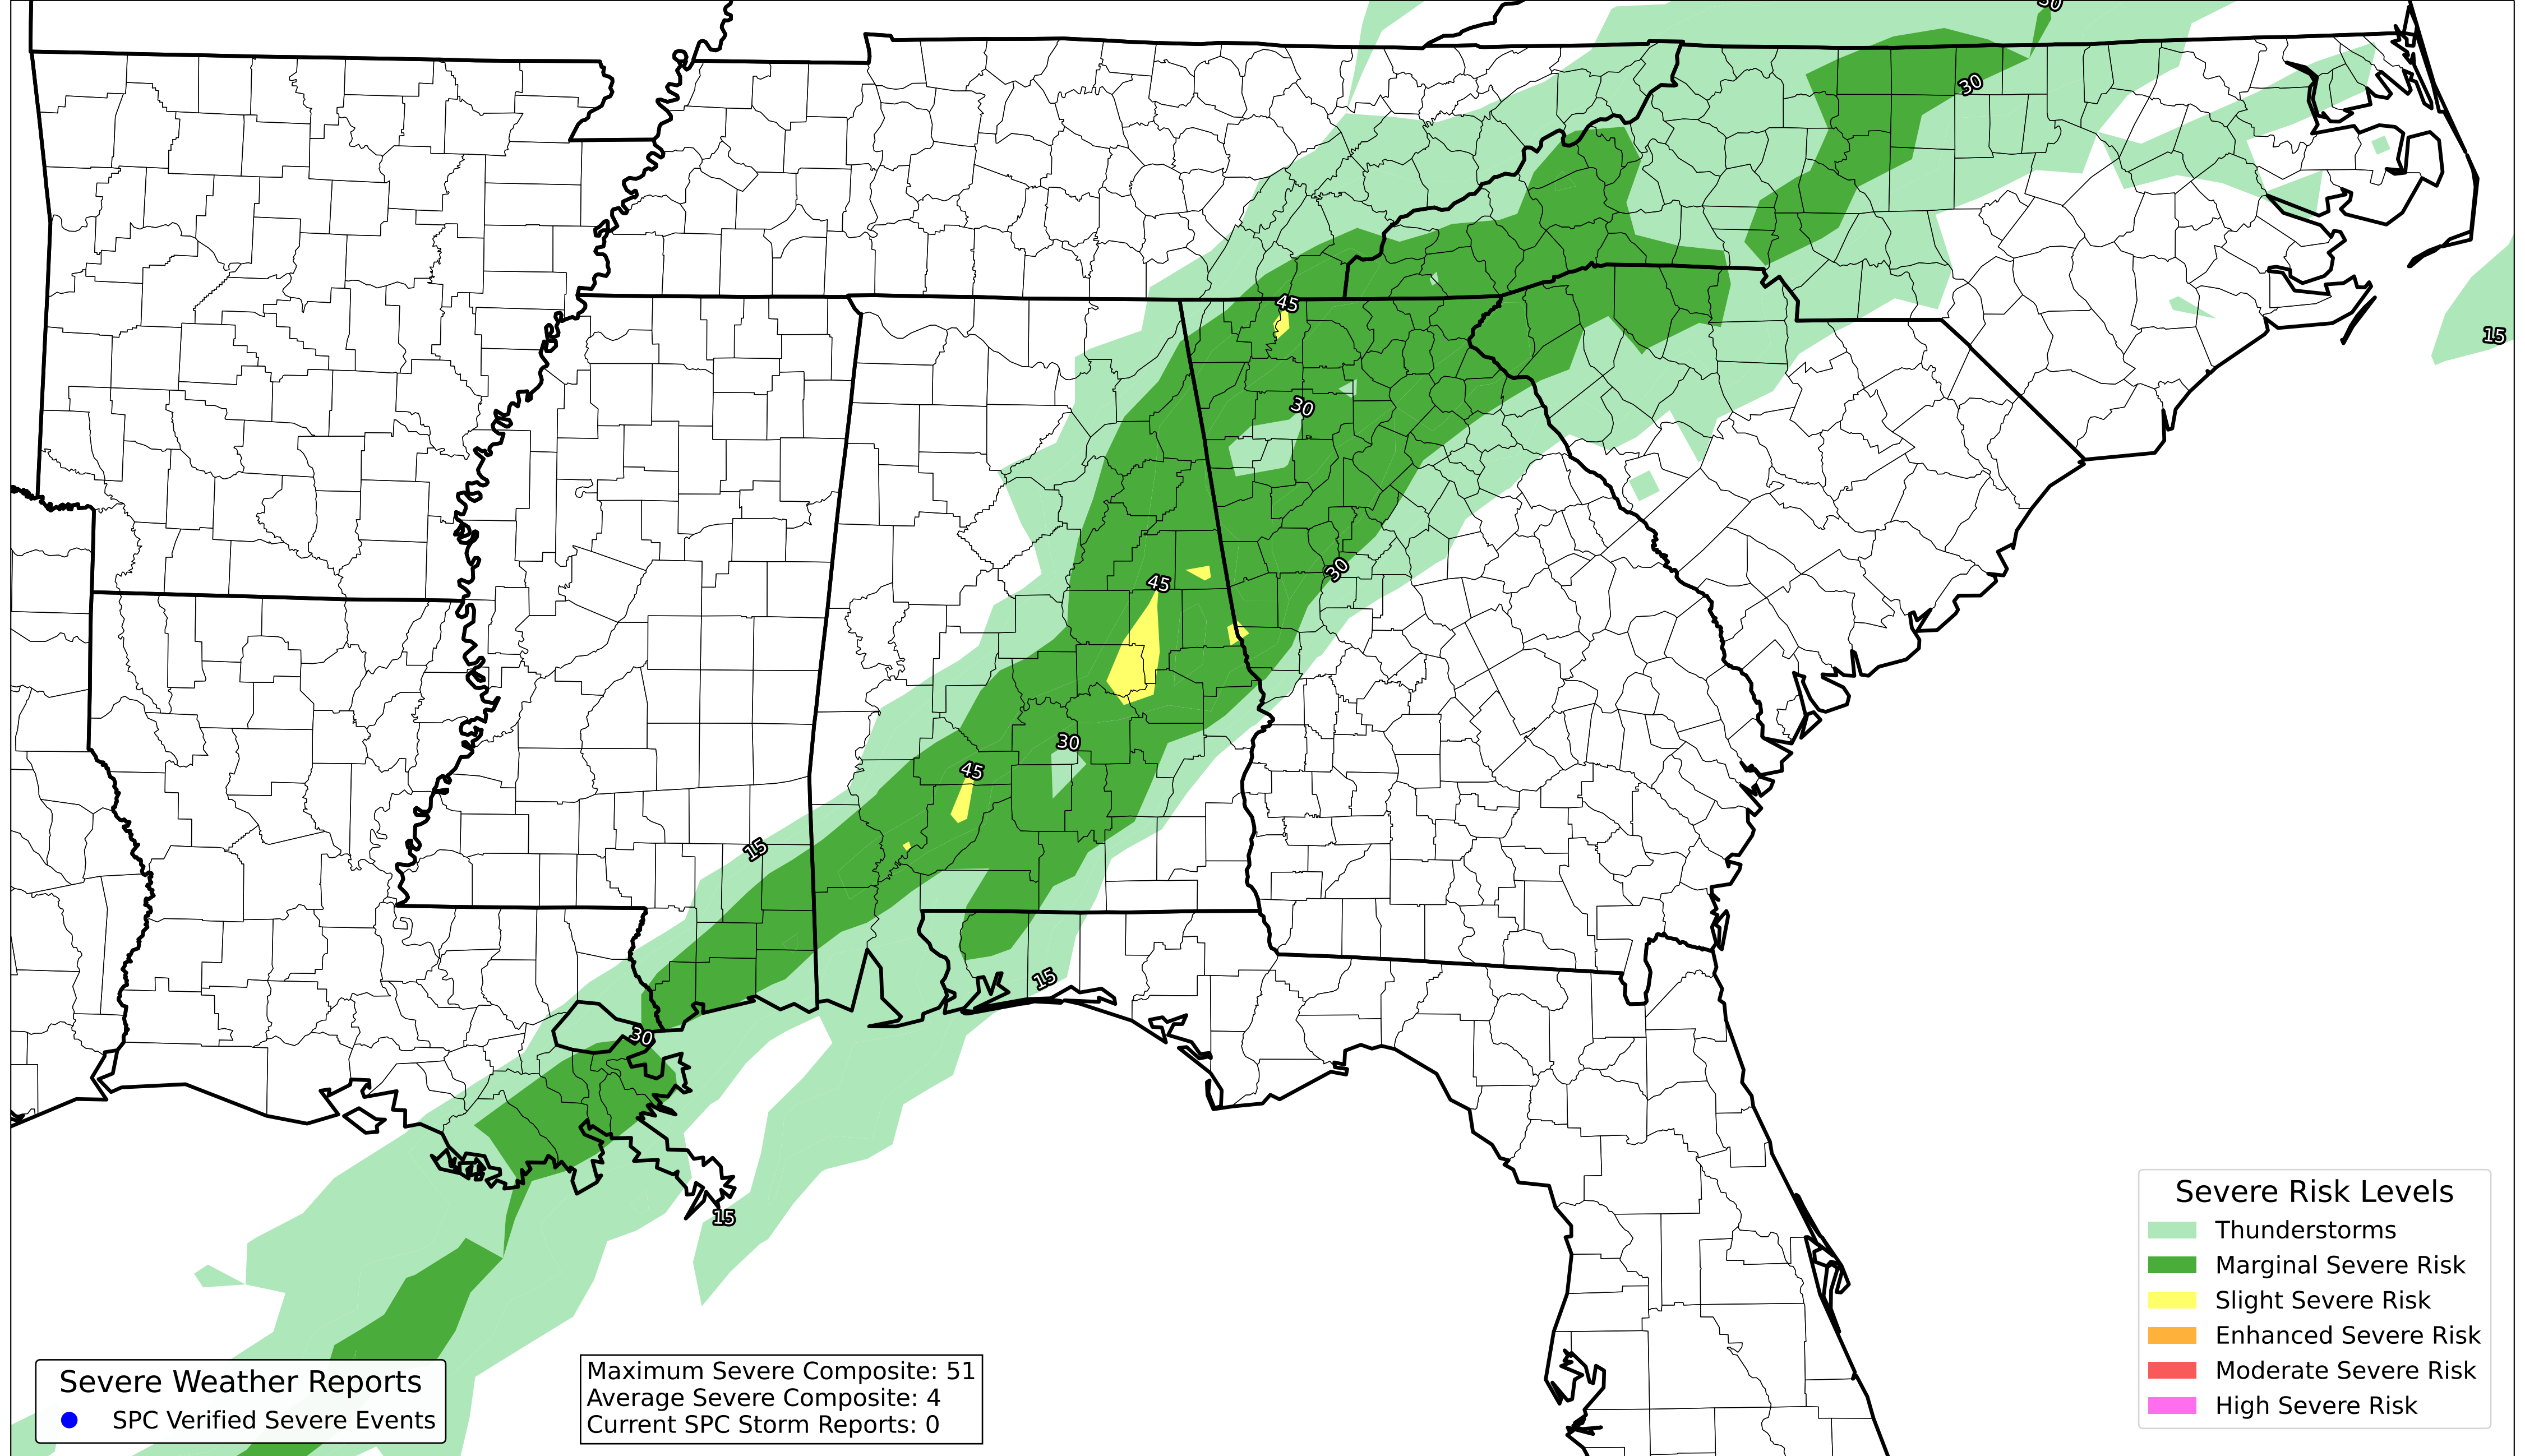 30
30
45
15
30
30
45
30
45
15
15
30
15
Severe Risk Levels
Thunderstorms
Marginal Severe Risk
Slight Severe Risk
Enhanced Severe Risk
Moderate Severe Risk
High Severe Risk
Severe Weather Reports
SPC Verified Severe Events
Maximum Severe Composite: 51
Average Severe Composite: 4
Current SPC Storm Reports: 0